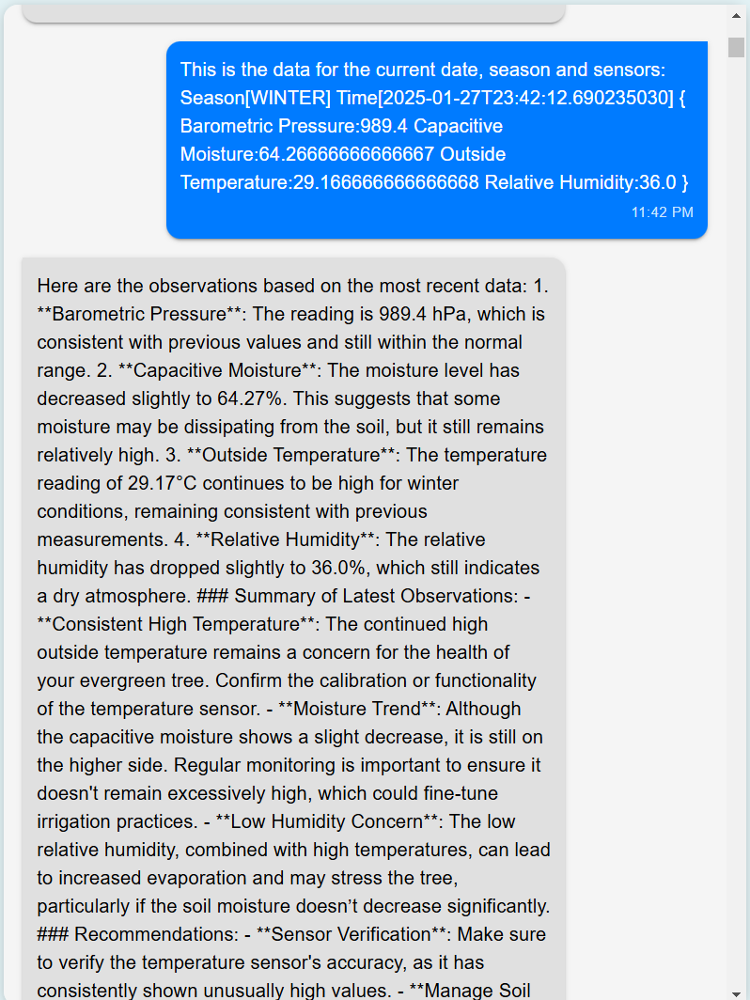 This is the data for the current date, season and sensors:
Season[WINTER] Time[2025-01-27T23:42:12.690235030] {
Barometric Pressure:989.4 Capacitive
Moisture:64.26666666666667 Outside
Temperature:29.166666666666668 Relative Humidity:36.0 }
11:42 PM
Here are the observations based on the most recent data: 1.
**Barometric Pressure**: The reading is 989.4 hPa, which is
consistent with previous values and still within the normal
range. 2. **Capacitive Moisture**: The moisture level has
decreased slightly to 64.27%. This suggests that some
moisture may be dissipating from the soil, but it still remains
relatively high. 3. **Outside Temperature**: The temperature
reading of 29.17°C continues to be high for winter
conditions, remaining consistent with previous
measurements. 4. **Relative Humidity**: The relative
humidity has dropped slightly to 36.0%, which still indicates
a dry atmosphere. ### Summary of Latest Observations: -
**Consistent High Temperature**: The continued high
outside temperature remains a concern for the health of
your evergreen tree. Confirm the calibration or functionality
of the temperature sensor. - **Moisture Trend**: Although
the capacitive moisture shows a slight decrease, it is still on
the higher side. Regular monitoring is important to ensure it
doesn't remain excessively high, which could fine-tune
irrigation practices. - **Low Humidity Concern**: The low
relative humidity, combined with high temperatures, can lead
to increased evaporation and may stress the tree,
particularly if the soil moisture doesn’t decrease significantly.
### Recommendations: - **Sensor Verification**: Make sure
to verify the temperature sensor's accuracy, as it has
consistently shown unusually high values. - **Manage Soil